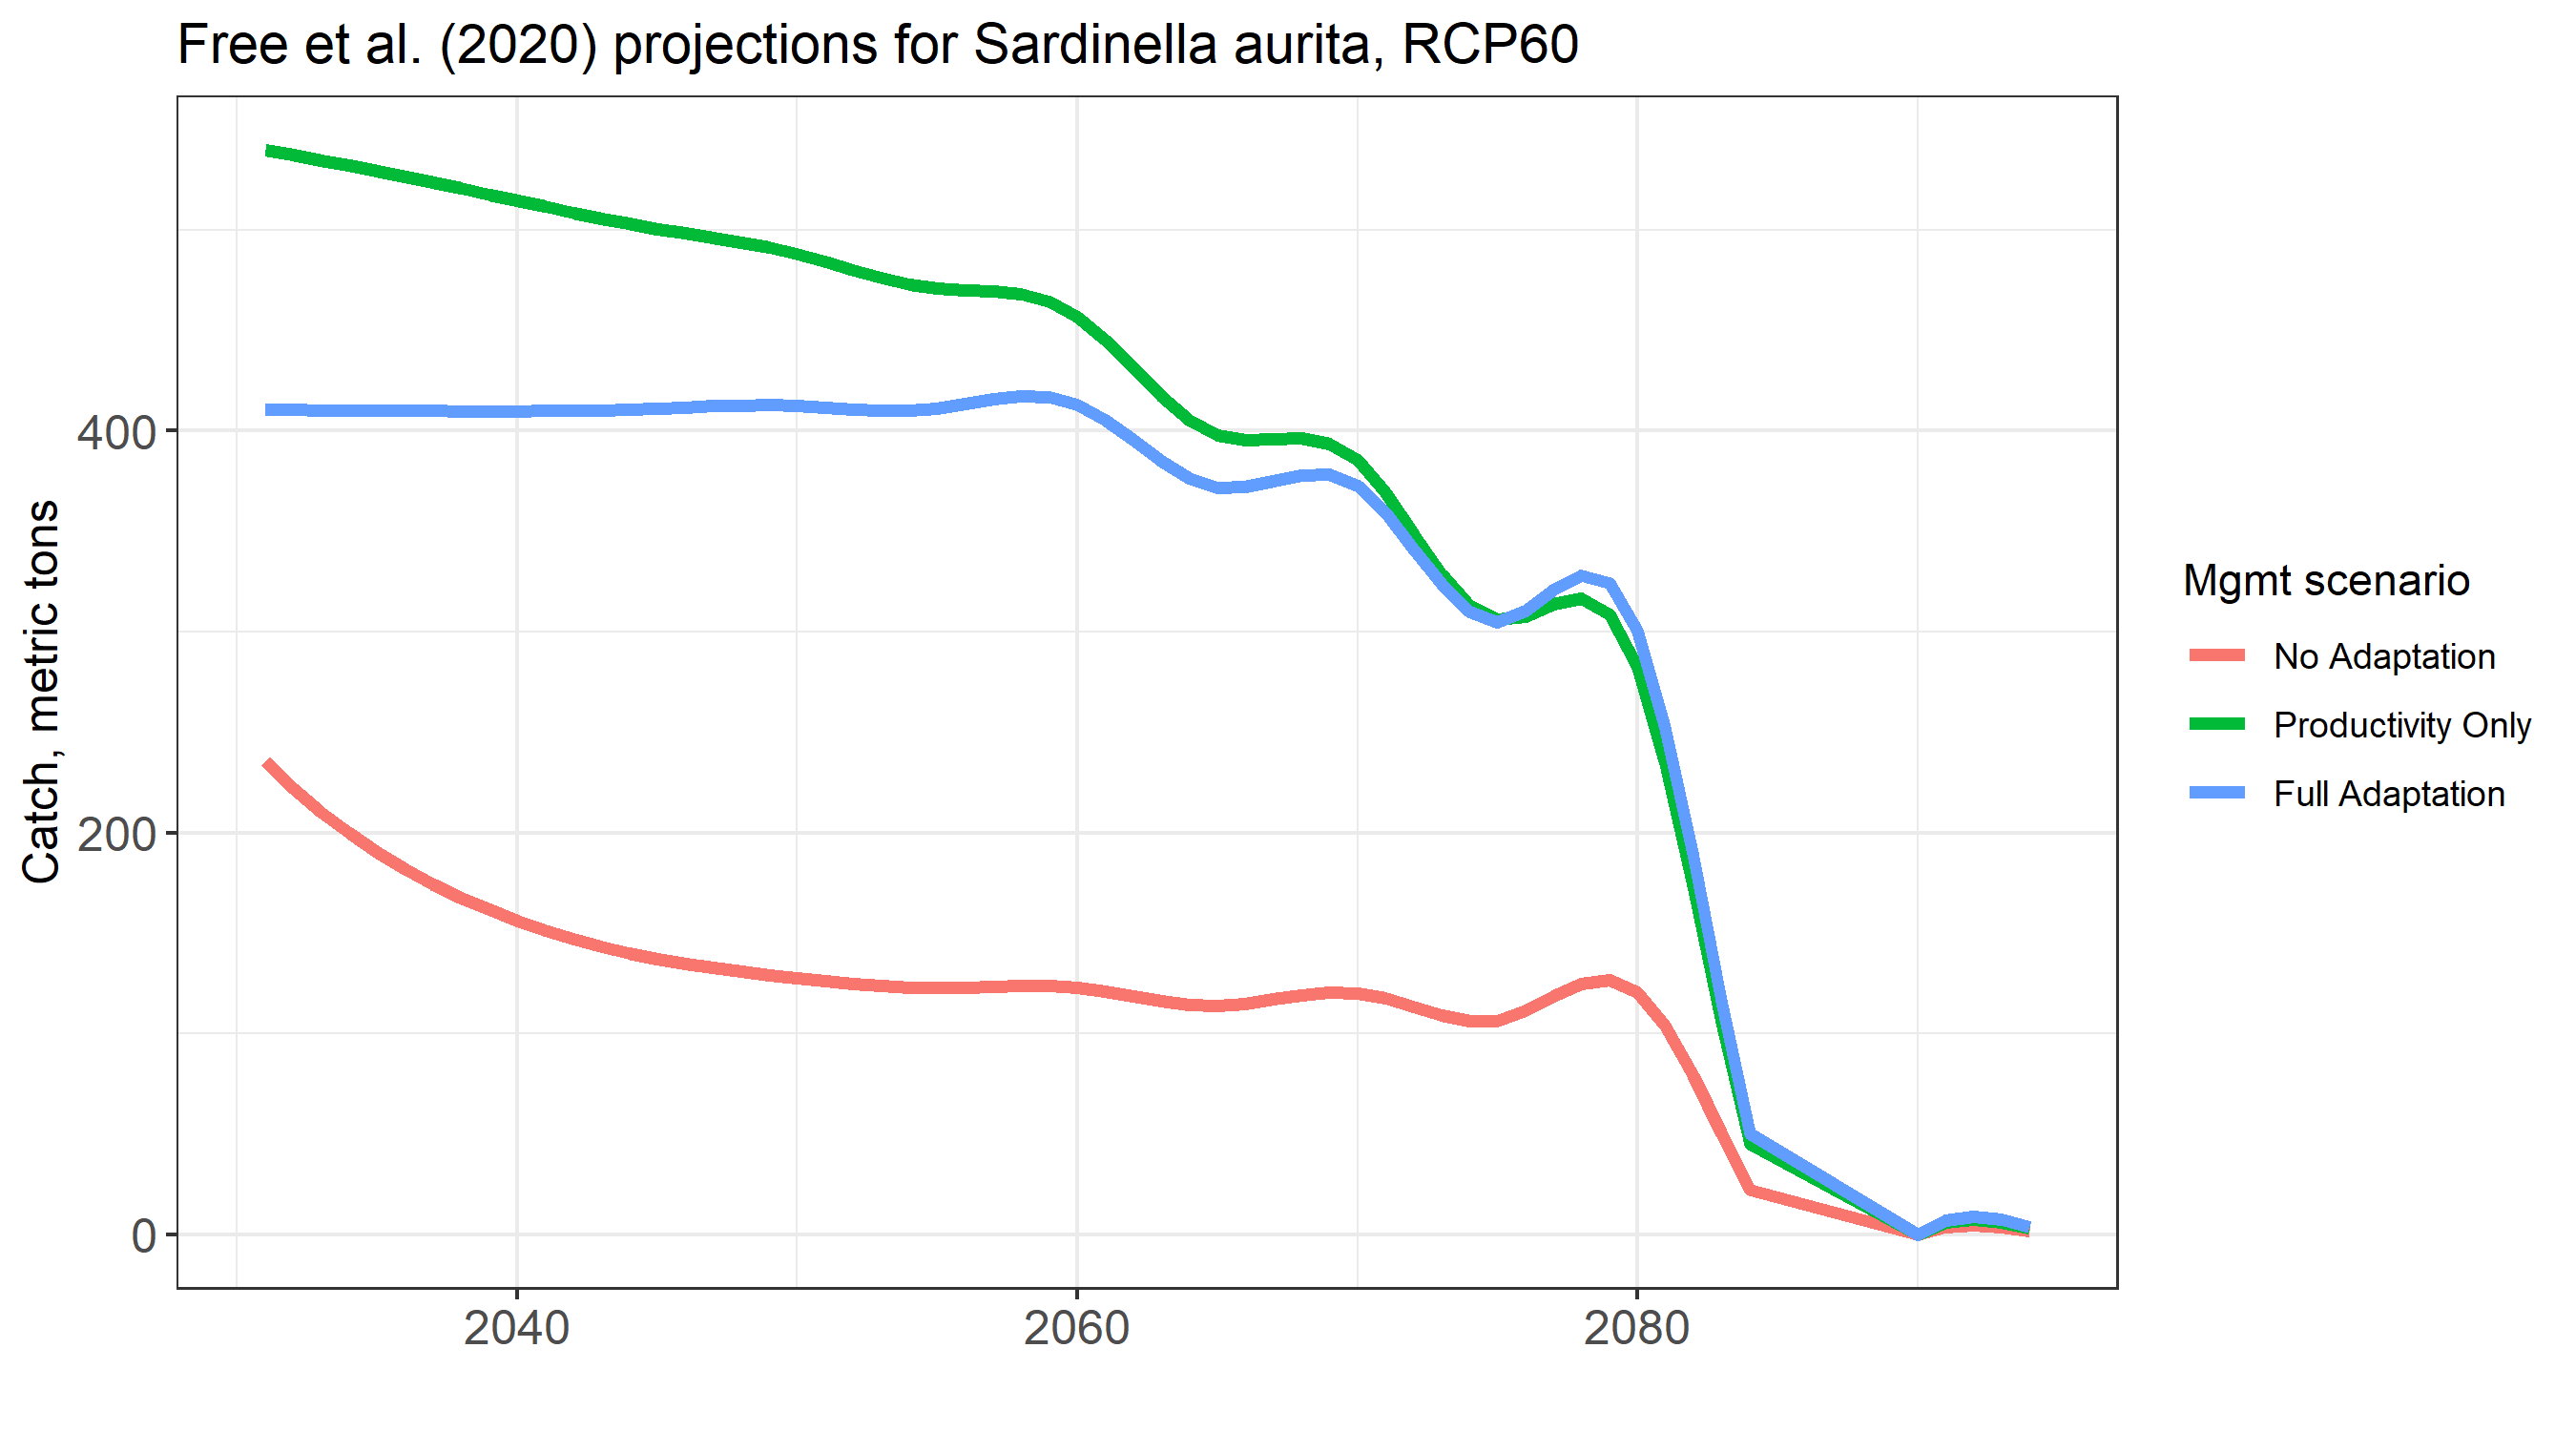 Free et al. (2020) projections for Sardinella aurita, RCP60
Catch, metric tons
400
200
0
2040
2060
2080
Mgmt scenario
No Adaptation
Productivity Only
Full Adaptation